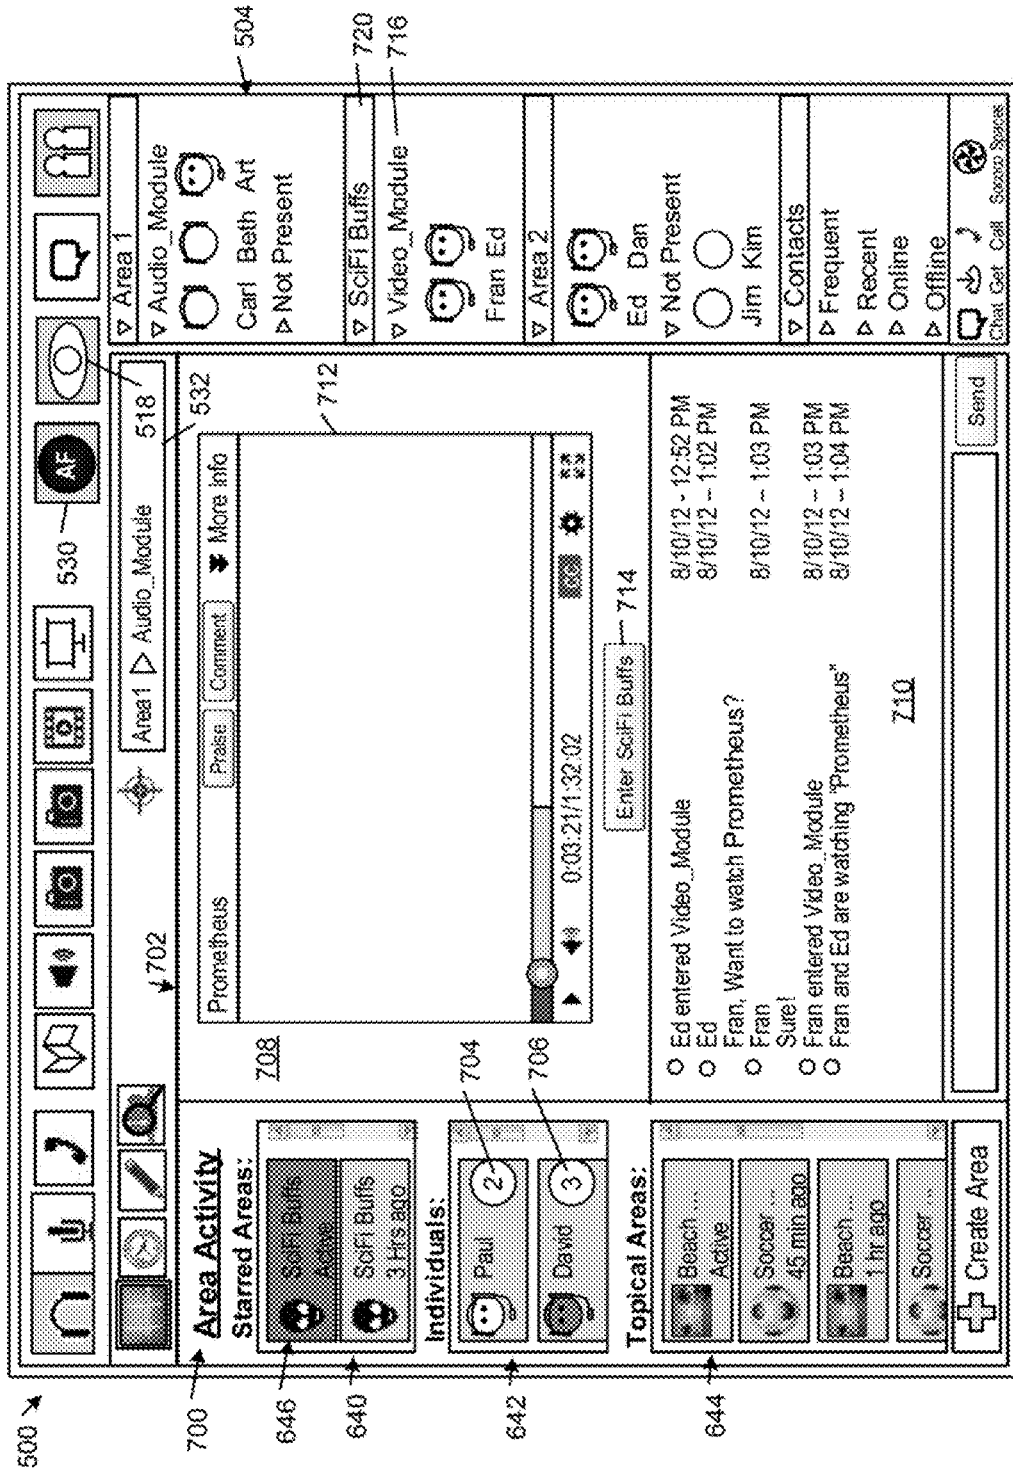 500
504
AF
530
518
532
702
Area1 ▷ Audio_Module
700
Area Activity
Starred Areas:
646
SciFi Buffs
Active
640
SciFi Buffs
3 Hrs ago
Individuals:
642
Paul
2
704
David
3
706
Topical Areas:
644
Beach ...
Active
Soccer ...
45 min ago
Beach ...
1 hr ago
Soccer ...
Create Area
708
712
Prometheus
Praise
Comment
More Info
0:03:21/1:32:02
CC
Enter SciFi Buffs
714
Ed entered Video_Module 8/10/12 - 12:52 PM
Ed 8/10/12 – 1:02 PM
Fran, Want to watch Prometheus?
Fran 8/10/12 – 1:03 PM
Sure!
Fran entered Video_Module 8/10/12 – 1:03 PM
Fran and Ed are watching "Prometheus" 8/10/12 – 1:04 PM
710
Send
▽ Area 1
▽ Audio_Module
Carl Beth Art
▷ Not Present
▽ SciFi Buffs
720
▽ Video_Module
716
Fran Ed
▽ Area 2
Ed Dan
▽ Not Present
Jim Kim
▽ Contacts
▷ Frequent
▷ Recent
▷ Online
▷ Offline
Chat Get Call Sococo Spaces